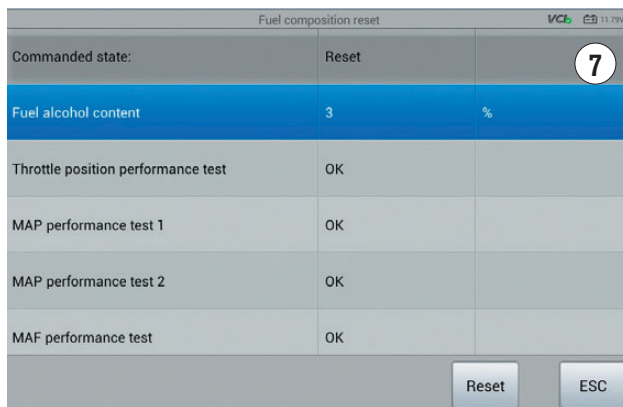 Fuel composition reset VCI 11.79V
Commanded state: Reset
7
Fuel alcohol content 3 %
Throttle position performance test OK
MAP performance test 1 OK
MAP performance test 2 OK
MAF performance test OK
Reset ESC